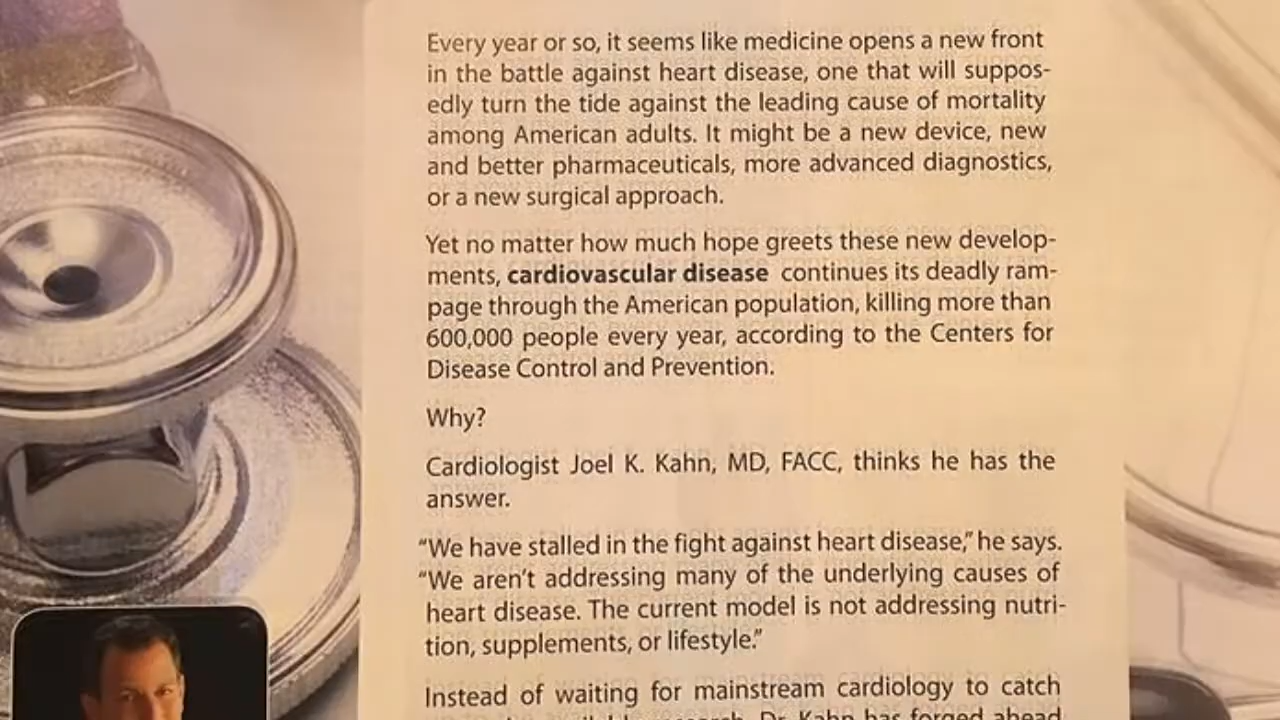 Every year or so, it seems like medicine opens a new front
in the battle against heart disease, one that will suppos-
edly turn the tide against the leading cause of mortality
among American adults. It might be a new device, new
and better pharmaceuticals, more advanced diagnostics,
or a new surgical approach.
Yet no matter how much hope greets these new develop-
ments, cardiovascular disease continues its deadly ram-
page through the American population, killing more than
600,000 people every year, according to the Centers for
Disease Control and Prevention.
Why?
Cardiologist Joel K. Kahn, MD, FACC, thinks he has the
answer.
“We have stalled in the fight against heart disease,” he says.
“We aren’t addressing many of the underlying causes of
heart disease. The current model is not addressing nutri-
tion, supplements, or lifestyle.”
Instead of waiting for mainstream cardiology to catch
research, Dr. Kahn has forged ahead